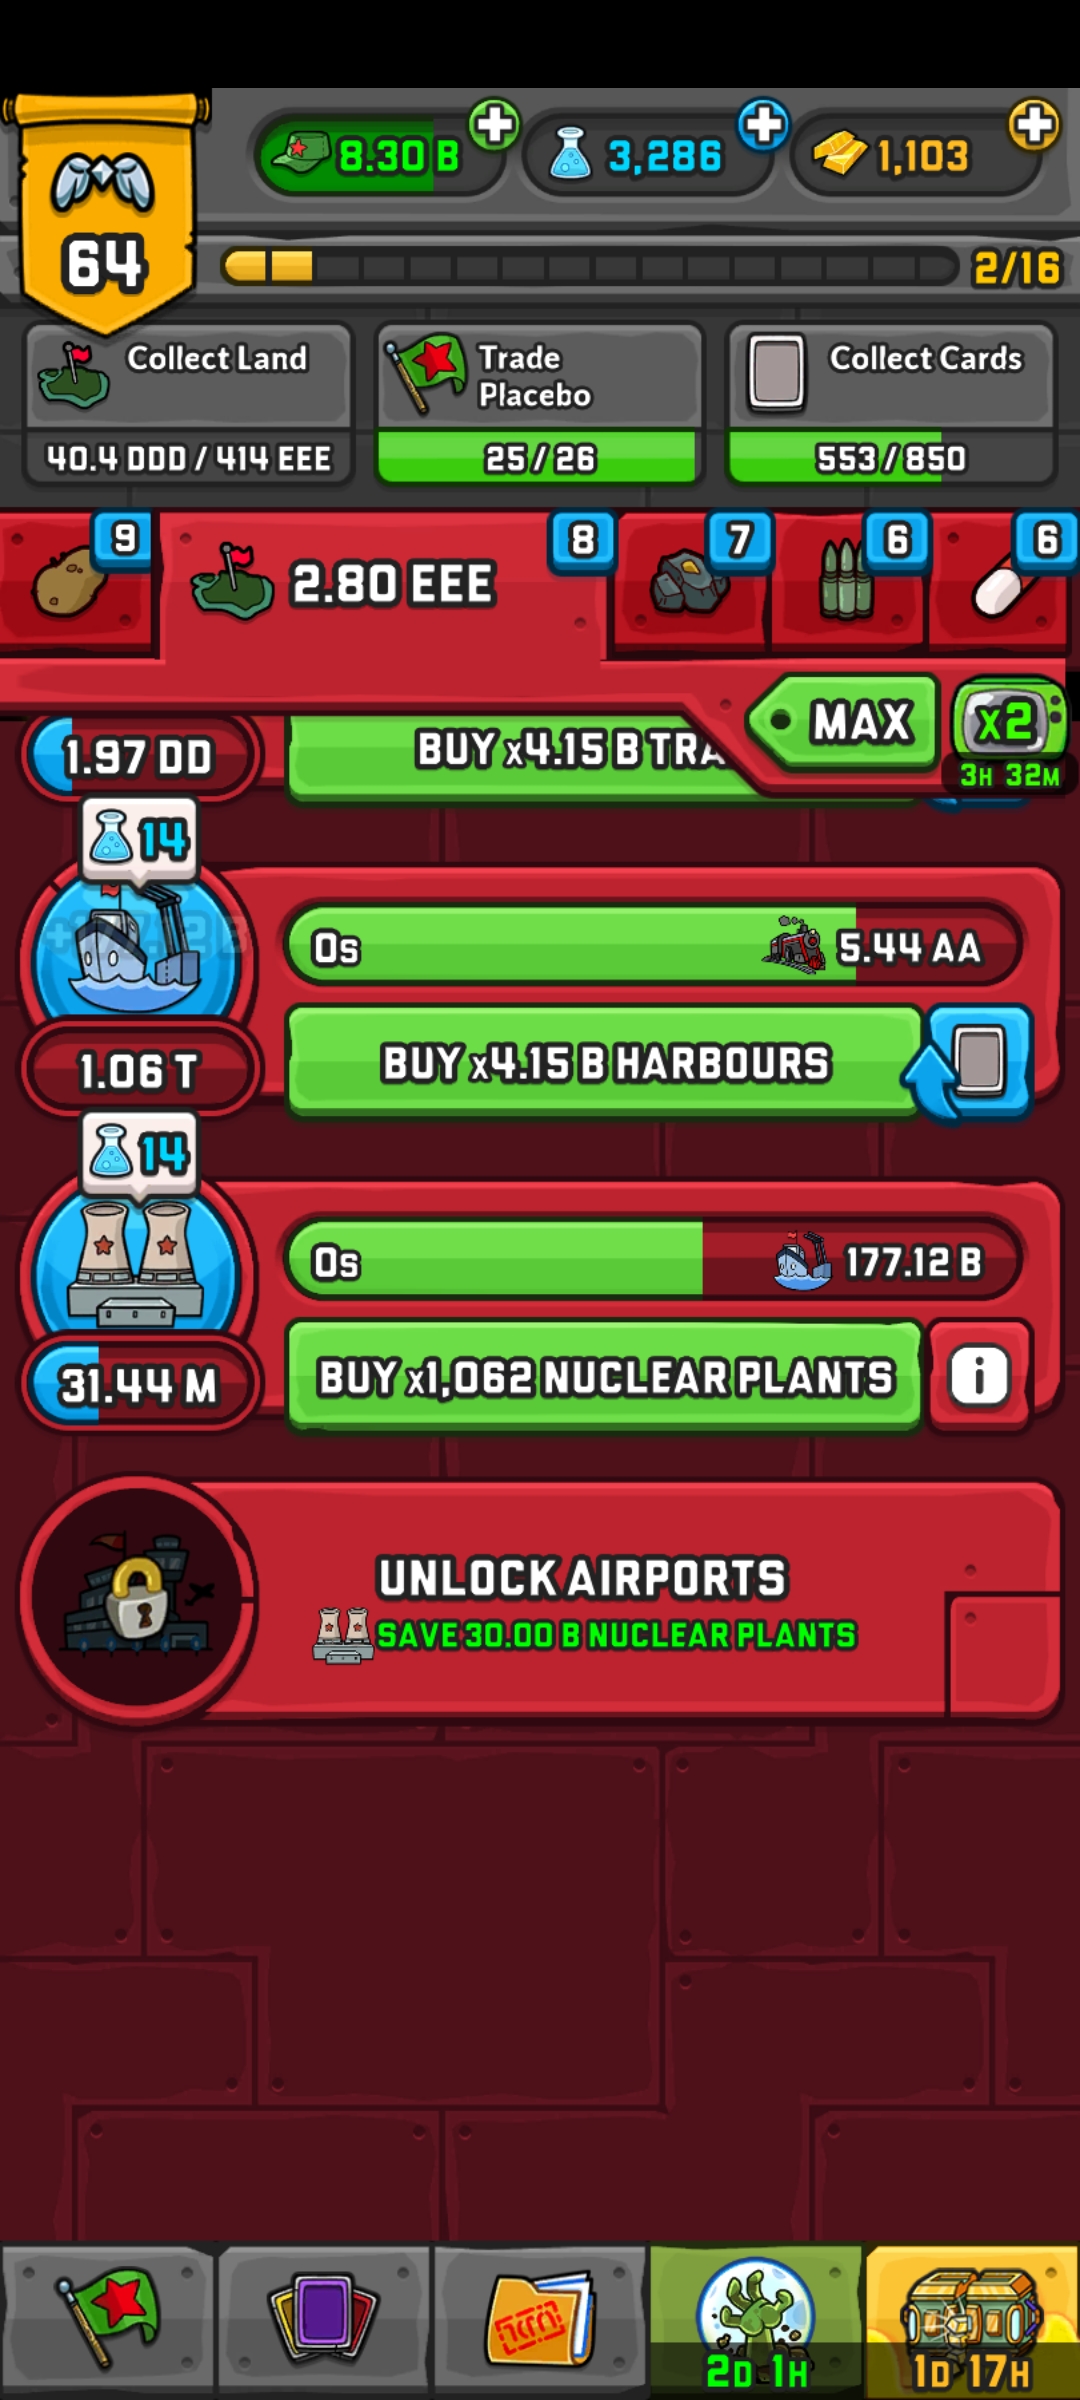 64
8.30 B
3,286
1,103
2/16
Collect Land
40.4 DDD / 414 EEE
Trade
Placebo
25 / 26
Collect Cards
553 / 850
9
2.80 EEE
8
7
6
6
MAX
x2
3H 32M
1.97 DD
BUY x4.15 B TRA
14
0s
5.44 AA
1.06 T
BUY x4.15 B HARBOURS
14
0s
177.12 B
31.44 M
BUY x1,062 NUCLEAR PLANTS
i
UNLOCK AIRPORTS
SAVE 30.00 B NUCLEAR PLANTS
2D 1H
1D 17H